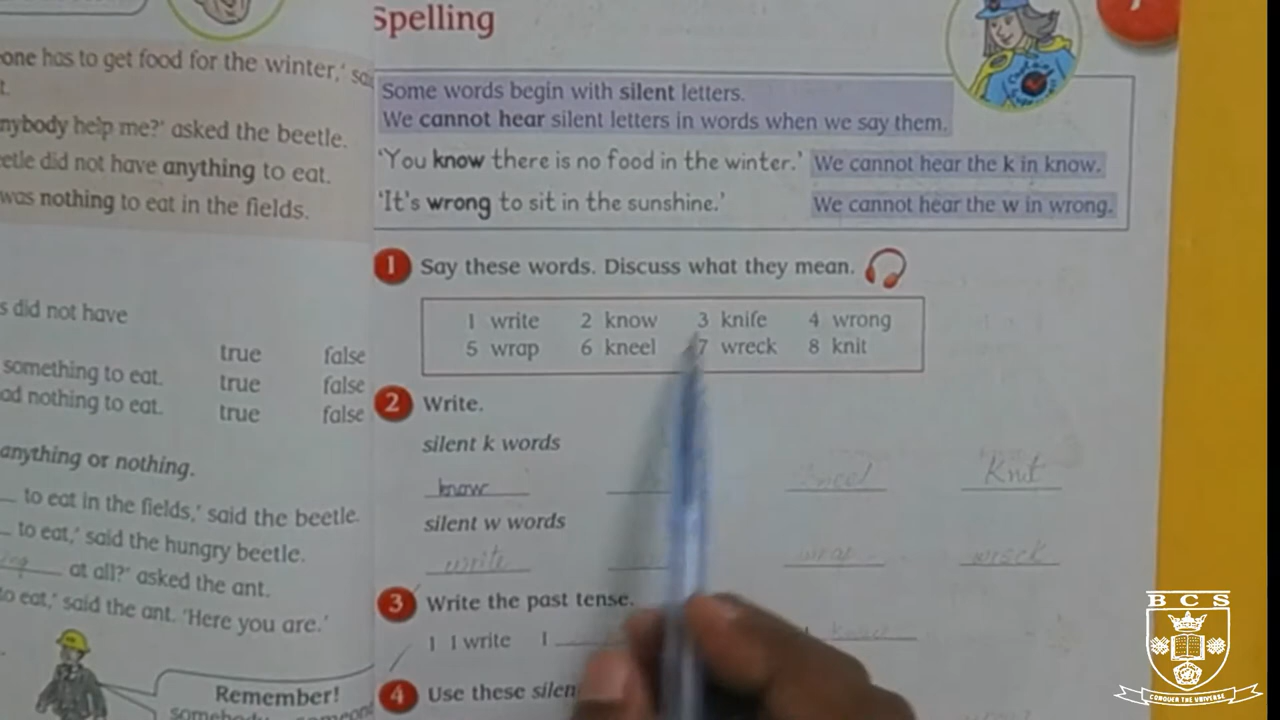 one has to get food for the winter,' sa
t.
nybody help me?' asked the beetle.
etle did not have anything to eat.
was nothing to eat in the fields.
s did not have
true false
something to eat. true false
ad nothing to eat. true false
anything or nothing.
to eat in the fields,' said the beetle.
to eat,' said the hungry beetle.
at all?' asked the ant.
to eat,' said the ant. 'Here you are.'
Remember!
Spelling
Some words begin with silent letters.
We cannot hear silent letters in words when we say them.
'You know there is no food in the winter.' We cannot hear the k in know.
'It's wrong to sit in the sunshine.' We cannot hear the w in wrong.
1 Say these words. Discuss what they mean.
1 write 2 know 3 knife 4 wrong
5 wrap 6 kneel 7 wreck 8 knit
2 Write.
silent k words
know Knit
silent w words
write wrap wreck
3 Write the past tense.
1 I write I
4 Use these silen
BCS
CONQUER THE UNIVERSE